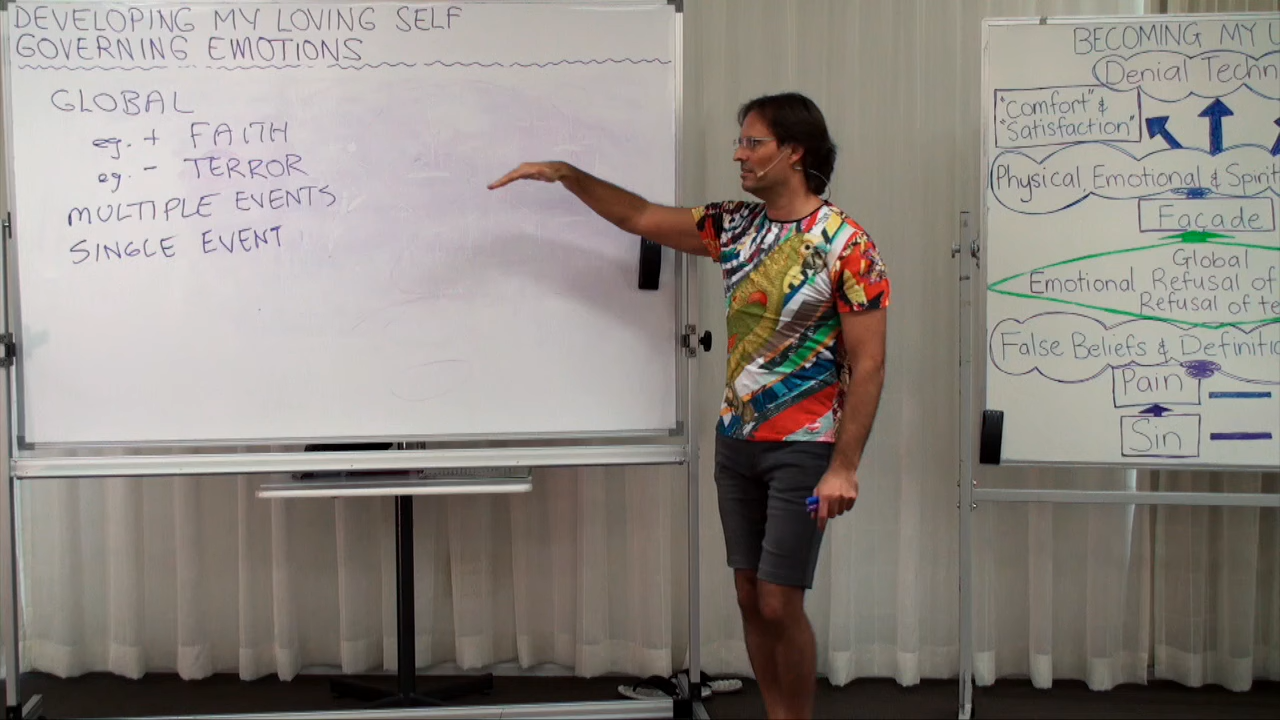 DEVELOPING MY LOVING SELF
GOVERNING EMOTIONS
GLOBAL
eg. + FAITH
eg. - TERROR
MULTIPLE EVENTS
SINGLE EVENT
BECOMING MY
Denial Techn
"Comfort" &
"Satisfaction"
Physical Emotional & Spirit
Facade
Global
Emotional Refusal of
Refusal of te
False Beliefs & Definitio
Pain
Sin